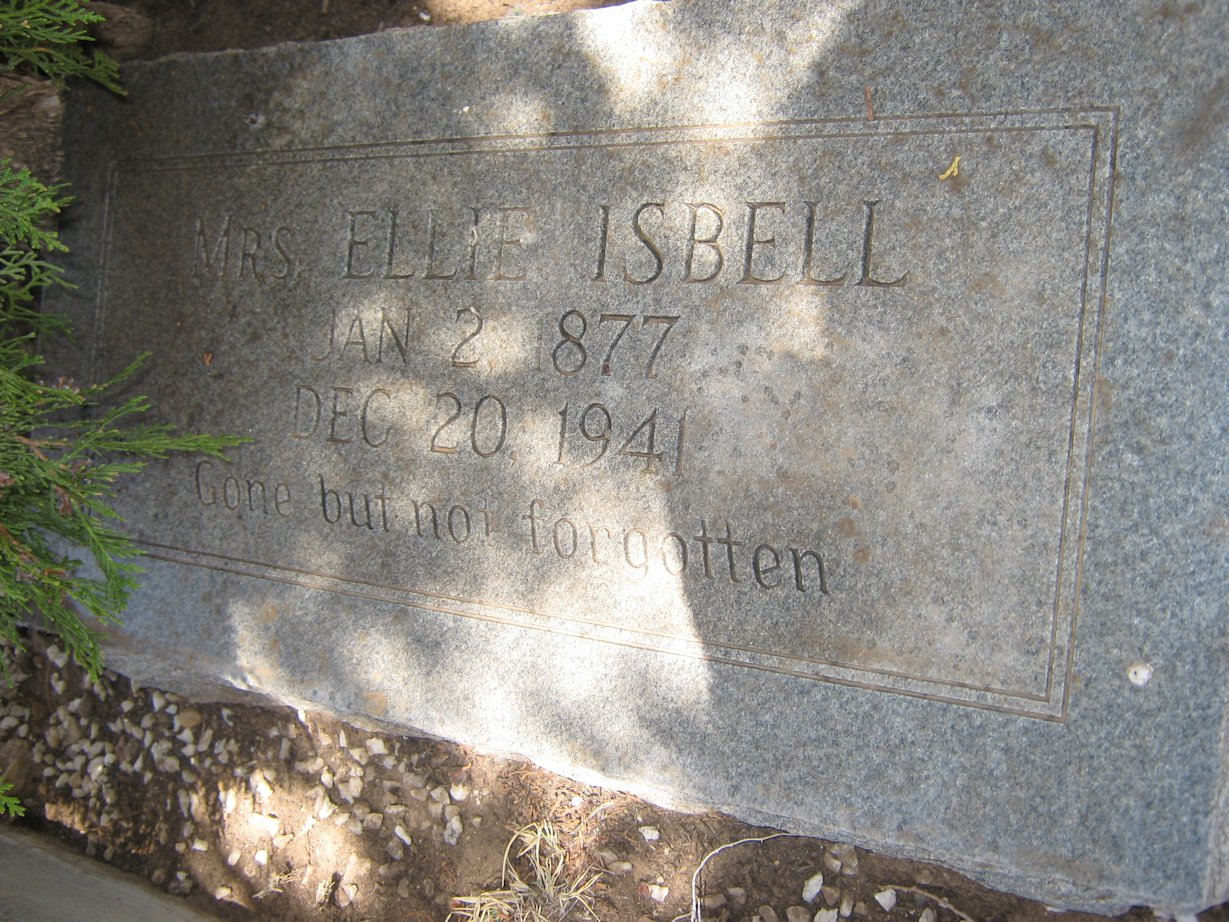 MRS. ELLIE ISBELL
JAN 2, 1877
DEC 20, 1941
Gone but not forgotten